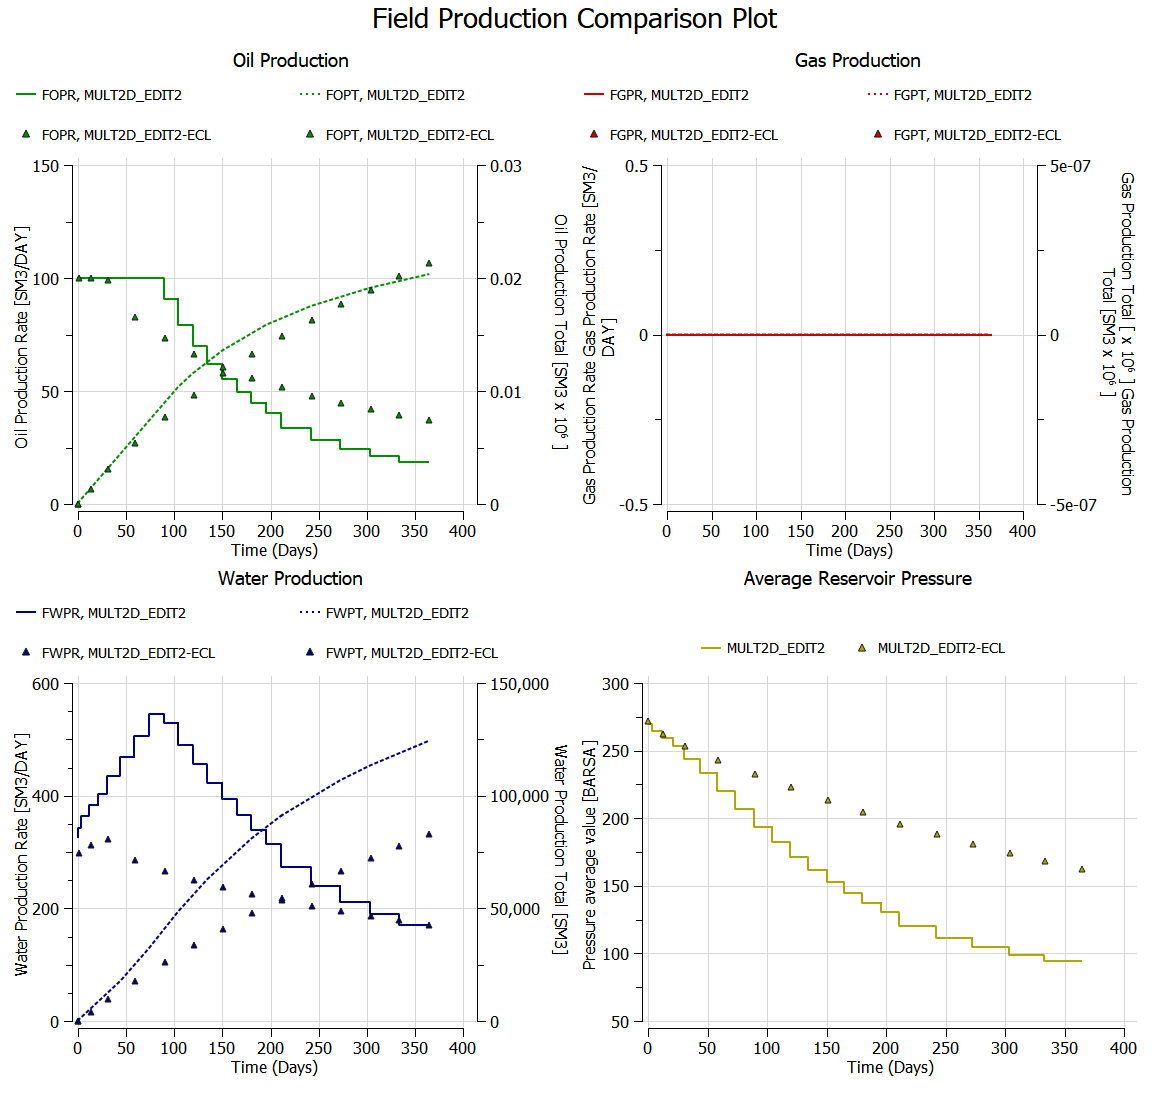 Field Production Comparison Plot
Oil Production
FOPR, MULT2D_EDIT2
FOPT, MULT2D_EDIT2
FOPR, MULT2D_EDIT2-ECL
FOPT, MULT2D_EDIT2-ECL
150
100
50
0
Oil Production Rate [SM3/DAY]
0.03
0.02
0.01
0
Oil Production Total [SM3 x 10⁶ ]
0 50 100 150 200 250 300 350 400
Time (Days)
Gas Production
FGPR, MULT2D_EDIT2
FGPT, MULT2D_EDIT2
FGPR, MULT2D_EDIT2-ECL
FGPT, MULT2D_EDIT2-ECL
0.5
0
-0.5
Gas Production Rate Gas Production Rate [SM3/
DAY]
5e-07
0
-5e-07
Gas Production Total [ x 10⁶ ] Gas Production
Total [SM3 x 10⁶ ]
0 50 100 150 200 250 300 350 400
Time (Days)
Water Production
FWPR, MULT2D_EDIT2
FWPT, MULT2D_EDIT2
FWPR, MULT2D_EDIT2-ECL
FWPT, MULT2D_EDIT2-ECL
600
400
200
0
Water Production Rate [SM3/DAY]
150,000
100,000
50,000
0
Water Production Total [SM3]
0 50 100 150 200 250 300 350 400
Time (Days)
Average Reservoir Pressure
MULT2D_EDIT2
MULT2D_EDIT2-ECL
300
250
200
150
100
50
Pressure average value [BARSA ]
0 50 100 150 200 250 300 350 400
Time (Days)